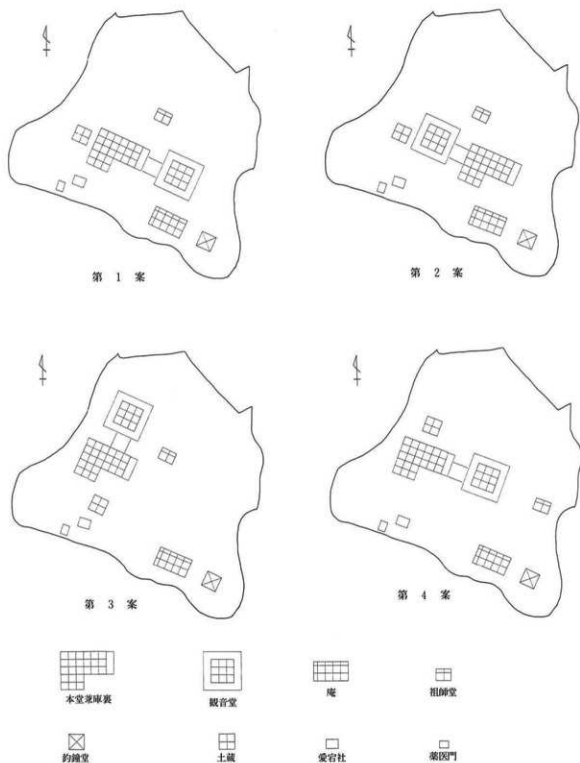 第 1 案
第 2 案
第 3 案
第 4 案
本堂兼庫裏
観音堂
庵
祖師堂
釣鐘堂
土蔵
愛宕社
薬医門